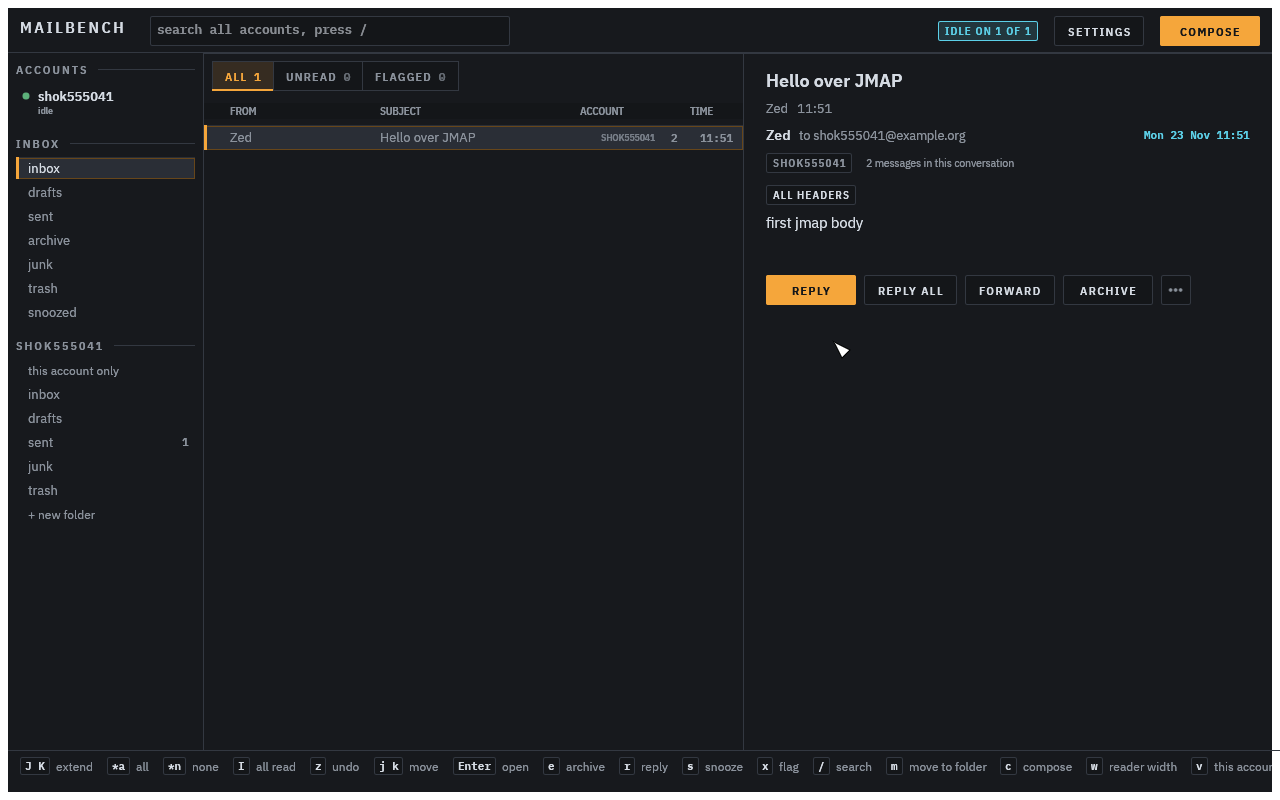 MAILBENCH search all accounts, press / IDLE ON 1 OF 1 SETTINGS COMPOSE
ACCOUNTS
shok555041
idle
INBOX
inbox
drafts
sent
archive
junk
trash
snoozed
SHOK555041
this account only
inbox
drafts
sent 1
junk
trash
+ new folder
ALL 1 UNREAD 0 FLAGGED 0
FROM SUBJECT ACCOUNT TIME
Zed Hello over JMAP SHOK555041 2 11:51
Hello over JMAP
Zed 11:51
Zed to shok555041@example.org Mon 23 Nov 11:51
SHOK555041 2 messages in this conversation
ALL HEADERS
first jmap body
REPLY REPLY ALL FORWARD ARCHIVE •••
J K extend *a all *n none I all read z undo j k move Enter open e archive r reply s snooze x flag / search m move to folder c compose w reader width v this accour